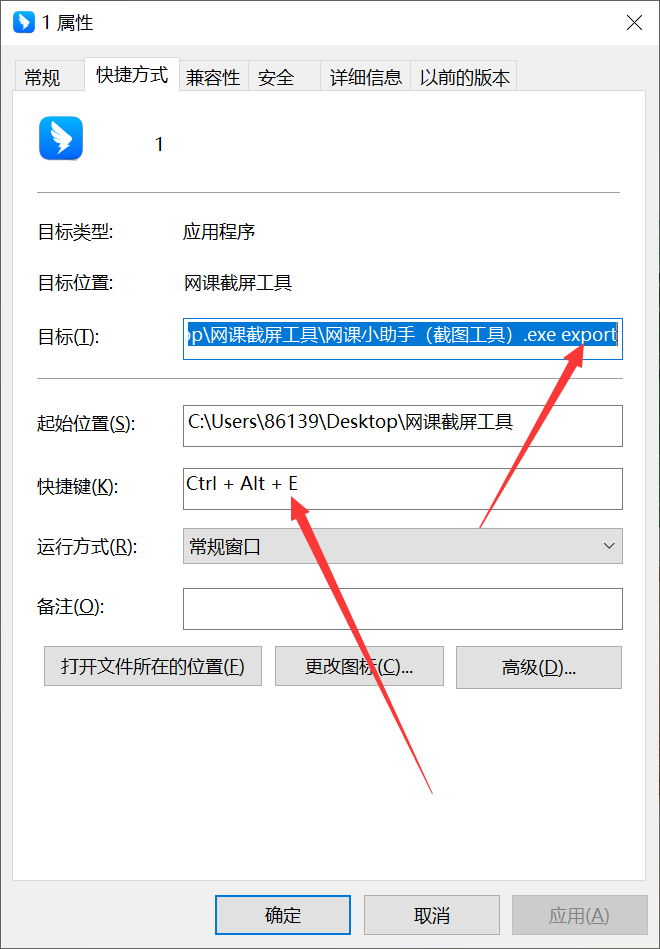 1 属性
常规 快捷方式 兼容性 安全 详细信息 以前的版本
1
目标类型: 应用程序
目标位置: 网课截屏工具
目标(T): op\网课截屏工具\网课小助手（截图工具）.exe export
起始位置(S): C:\Users\86139\Desktop\网课截屏工具
快捷键(K): Ctrl + Alt + E
运行方式(R): 常规窗口
备注(O):
打开文件所在的位置(F) 更改图标(C)... 高级(D)...
确定 取消 应用(A)